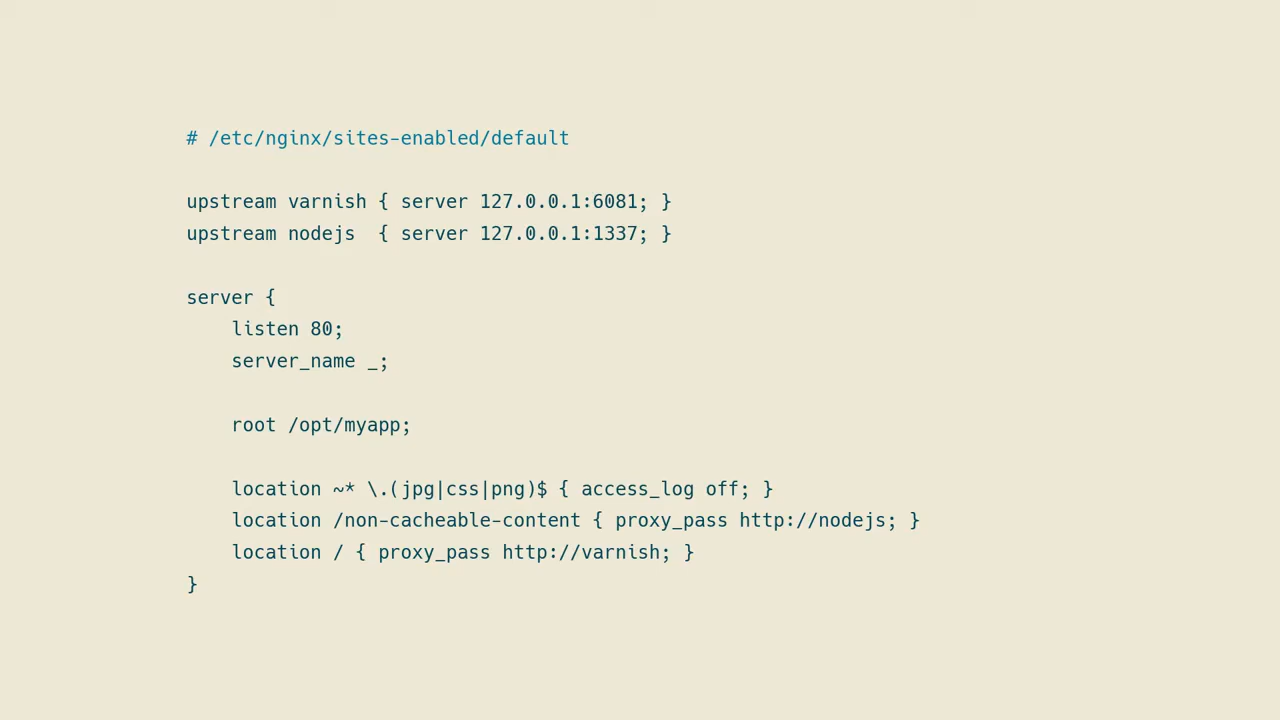 # /etc/nginx/sites-enabled/default
upstream varnish { server 127.0.0.1:6081; }
upstream nodejs  { server 127.0.0.1:1337; }
server {
    listen 80;
    server_name _;
    root /opt/myapp;
    location ~* \.(jpg|css|png)$ { access_log off; }
    location /non-cacheable-content { proxy_pass http://nodejs; }
    location / { proxy_pass http://varnish; }
}